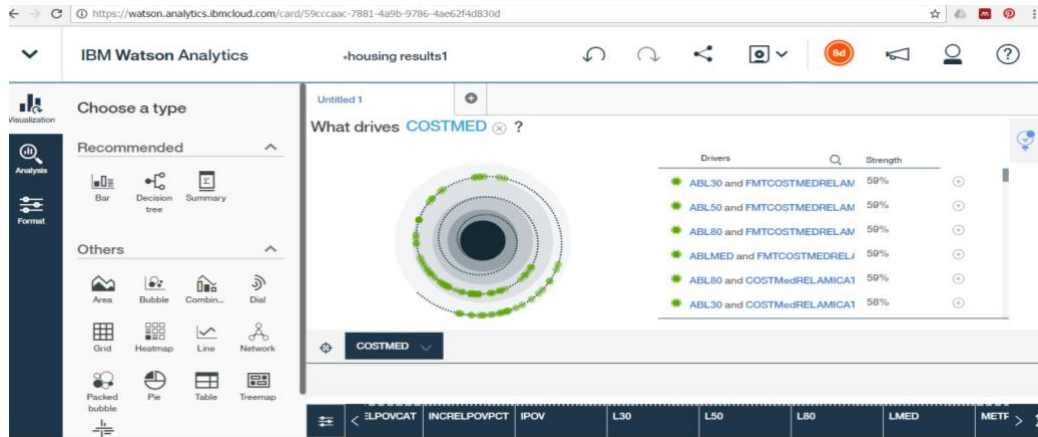 https://watson.analytics.ibmcloud.com/card/59cccaac-7881-4a9b-9786-4ae62f4d830d
IBM Watson Analytics
housing results1
Bd
?
Visualization
Analysis
Format
Choose a type
Recommended
Bar
Decision tree
Summary
Others
Area
Bubble
Combin...
Dial
Grid
Heatmap
Line
Network
Packed bubble
Pie
Table
Treemap
Untitled 1
What drives COSTMED ?
Drivers
Strength
ABL30 and FMTCOSTMEDRELAM
59%
ABL50 and FMTCOSTMEDRELAM
59%
ABL80 and FMTCOSTMEDRELAM
59%
ABLMED and FMTCOSTMEDREL
59%
ABL80 and COSTMedRELAMICAT
59%
ABL30 and COSTMedRELAMICAT
58%
COSTMED
ELPOVCAT
INCRELPOVPCT
IPOV
L30
L50
L80
LMED